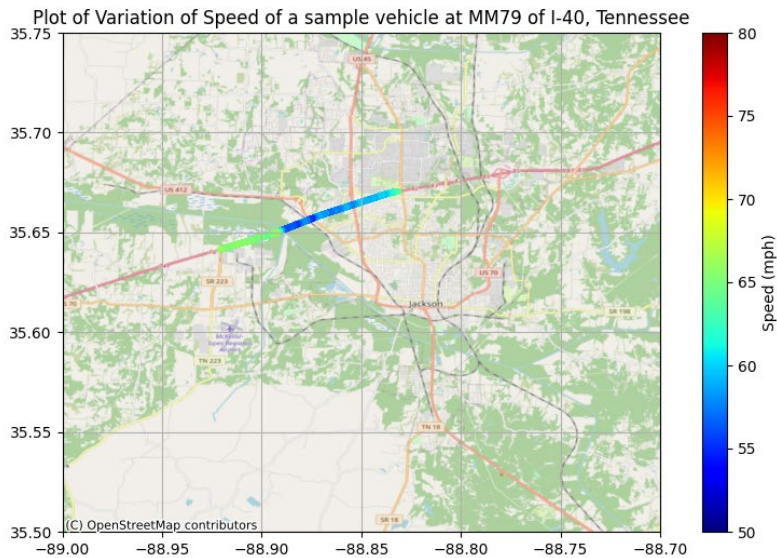 Plot of Variation of Speed of a sample vehicle at MM79 of I-40, Tennessee
35.75
35.70
35.65
35.60
35.55
35.50
US 45
US 412
SR 223
70
US 70
Jackson
SR 198
TN 223
TN 18
SR 18
(C) OpenStreetMap contributors
−89.00
−88.95
−88.90
−88.85
−88.80
−88.75
−88.70
80
75
70
65
60
55
50
Speed (mph)